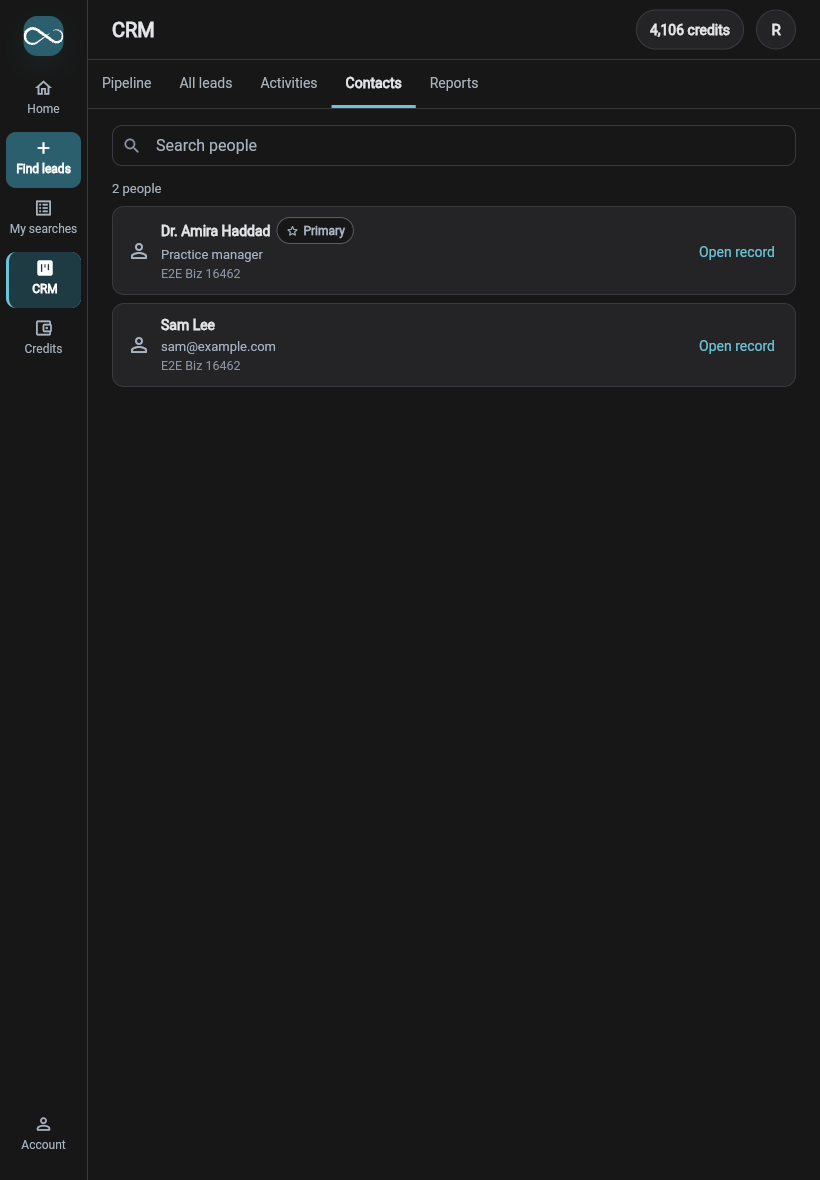 CRM
4,106 credits
R
Home
Find leads
My searches
CRM
Credits
Account
Pipeline
All leads
Activities
Contacts
Reports
Search people
2 people
Dr. Amira Haddad
Primary
Practice manager
E2E Biz 16462
Open record
Sam Lee
sam@example.com
E2E Biz 16462
Open record